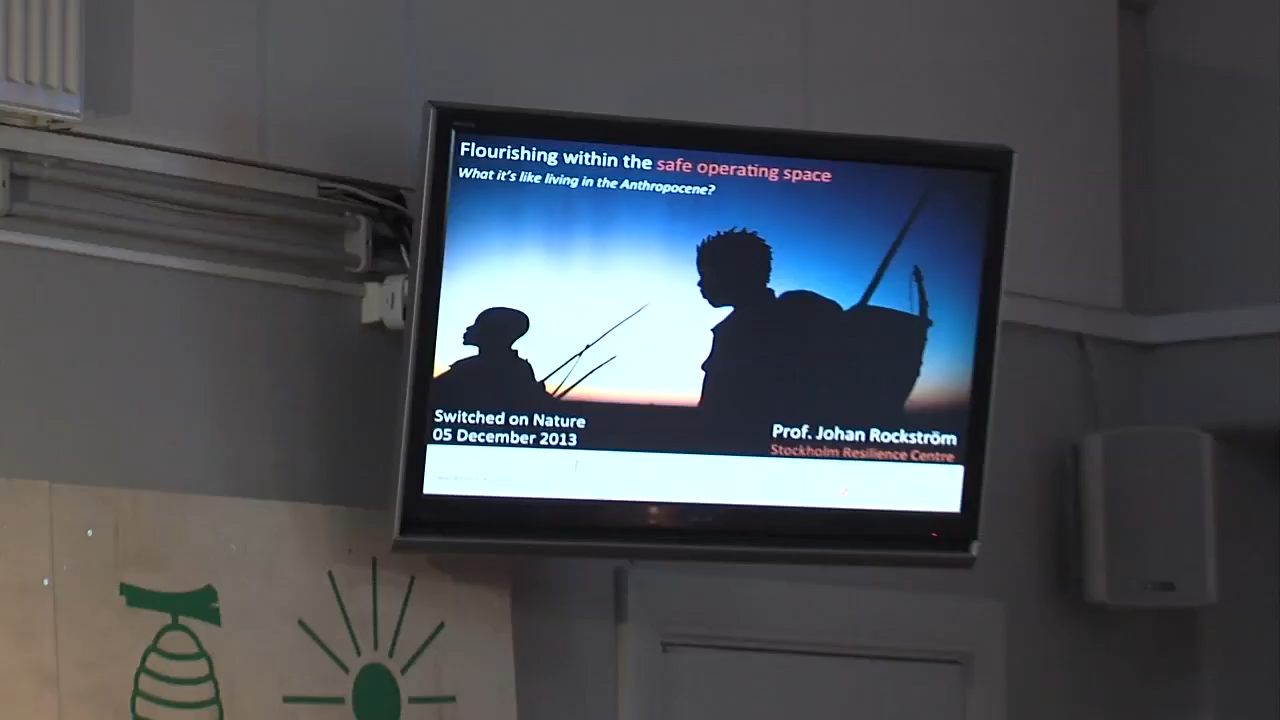 Flourishing within the safe operating space
What it's like living in the Anthropocene?
Switched on Nature
05 December 2013
Prof. Johan Rockström
Stockholm Resilience Centre